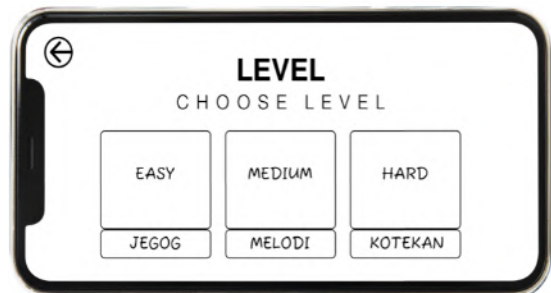 LEVEL
CHOOSE LEVEL
EASY MEDIUM HARD
JEGOG MELODI KOTEKAN